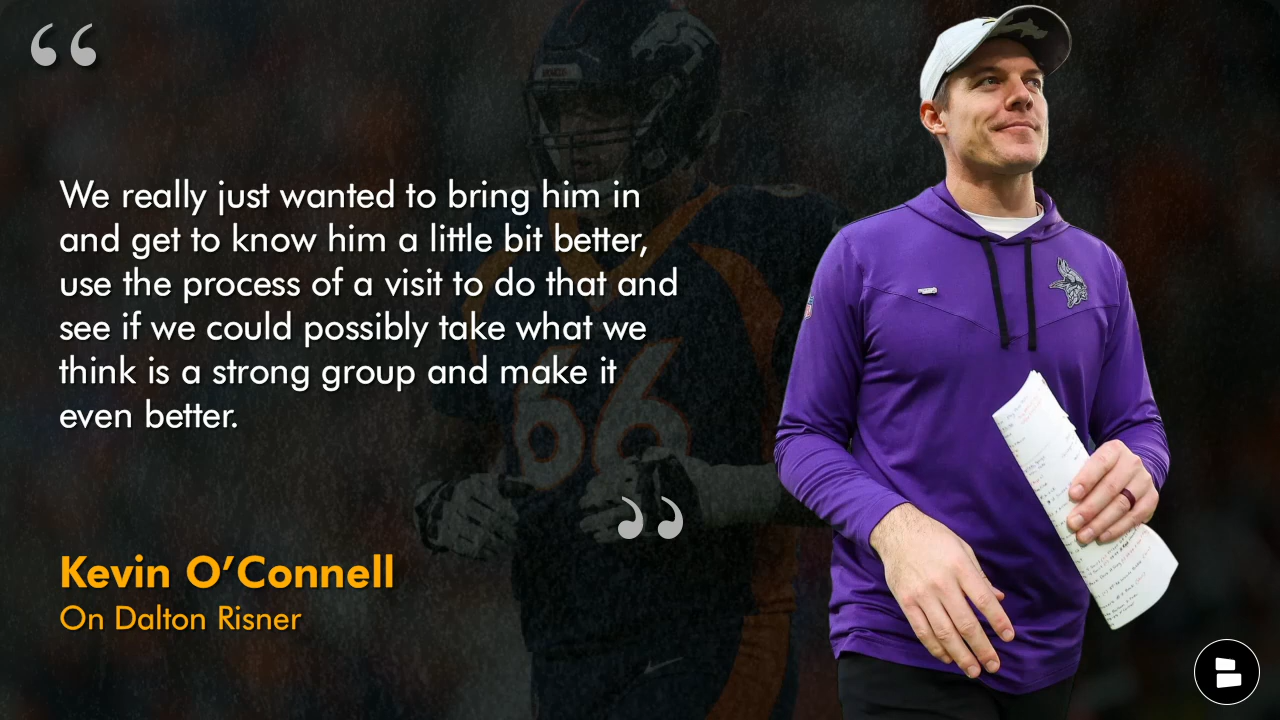 “
We really just wanted to bring him in
and get to know him a little bit better,
use the process of a visit to do that and
see if we could possibly take what we
think is a strong group and make it
even better.
”
Kevin O’Connell
On Dalton Risner
66